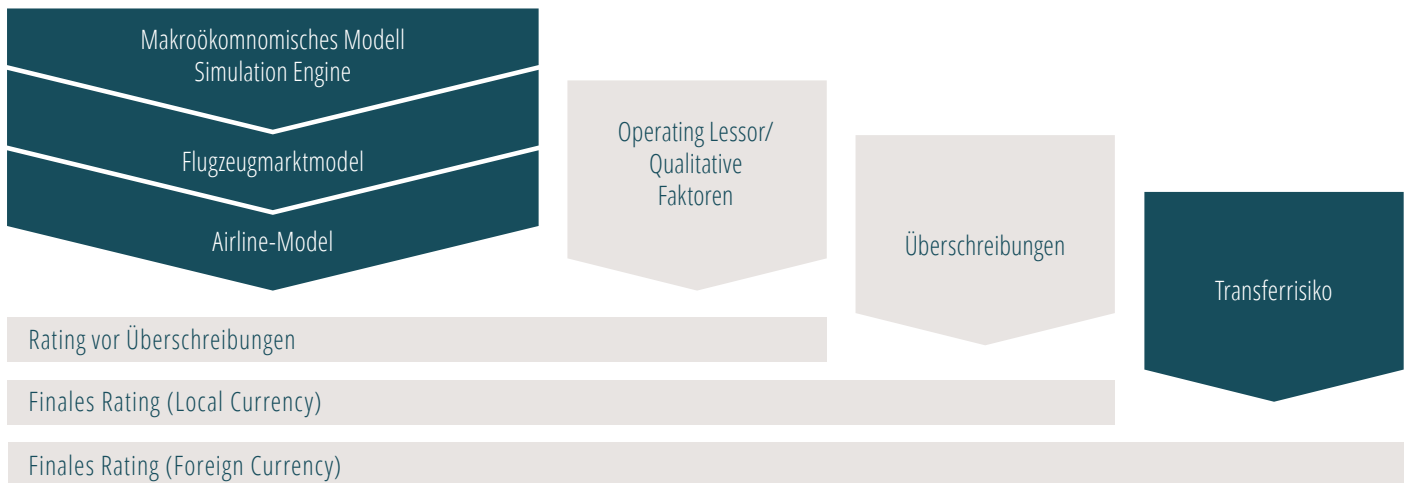 Makroökomnomisches Modell
Simulation Engine
Flugzeugmarktmodel
Airline-Model
Operating Lessor/
Qualitative
Faktoren
Überschreibungen
Transferrisiko
Rating vor Überschreibungen
Finales Rating (Local Currency)
Finales Rating (Foreign Currency)